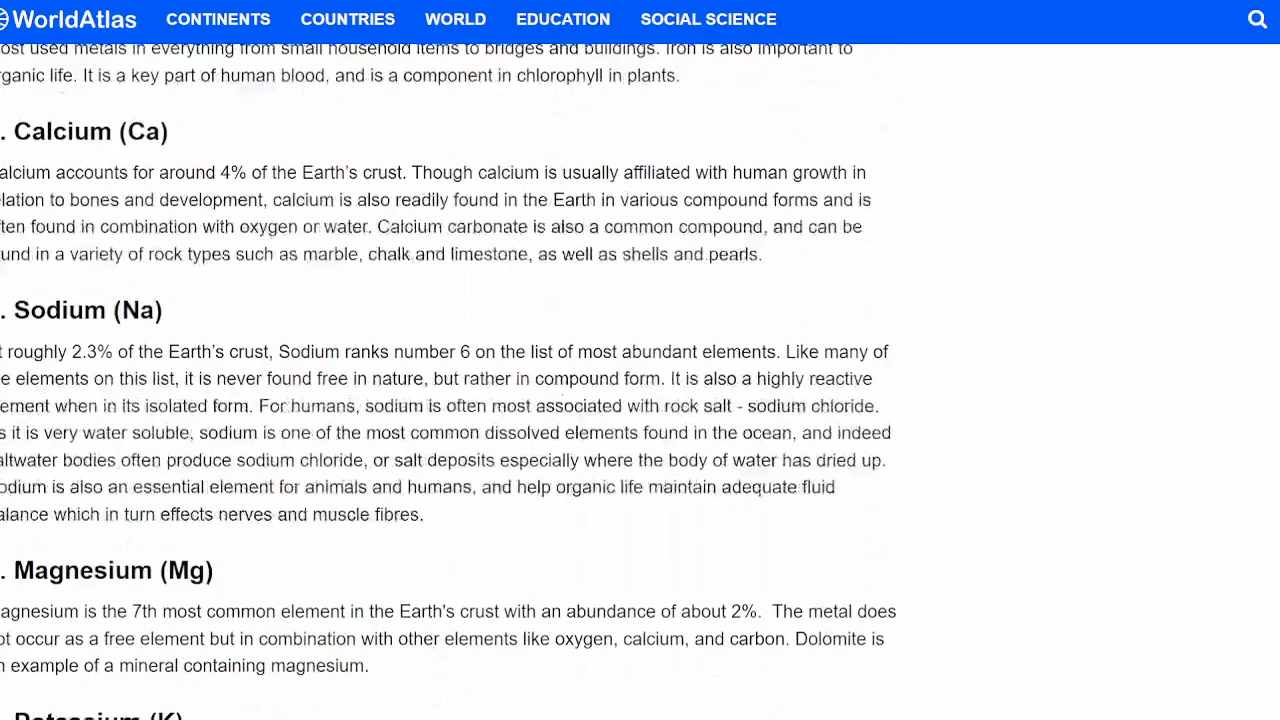 WorldAtlas CONTINENTS COUNTRIES WORLD EDUCATION SOCIAL SCIENCE
ost used metals in everything from small household items to bridges and buildings. Iron is also important to
rganic life. It is a key part of human blood, and is a component in chlorophyll in plants.
. Calcium (Ca)
alcium accounts for around 4% of the Earth's crust. Though calcium is usually affiliated with human growth in
elation to bones and development, calcium is also readily found in the Earth in various compound forms and is
ften found in combination with oxygen or water. Calcium carbonate is also a common compound, and can be
und in a variety of rock types such as marble, chalk and limestone, as well as shells and pearls.
. Sodium (Na)
t roughly 2.3% of the Earth's crust, Sodium ranks number 6 on the list of most abundant elements. Like many of
e elements on this list, it is never found free in nature, but rather in compound form. It is also a highly reactive
ement when in its isolated form. For humans, sodium is often most associated with rock salt - sodium chloride.
s it is very water soluble, sodium is one of the most common dissolved elements found in the ocean, and indeed
altwater bodies often produce sodium chloride, or salt deposits especially where the body of water has dried up.
odium is also an essential element for animals and humans, and help organic life maintain adequate fluid
alance which in turn effects nerves and muscle fibres.
. Magnesium (Mg)
agnesium is the 7th most common element in the Earth's crust with an abundance of about 2%. The metal does
ot occur as a free element but in combination with other elements like oxygen, calcium, and carbon. Dolomite is
n example of a mineral containing magnesium.
. Potassium (K)